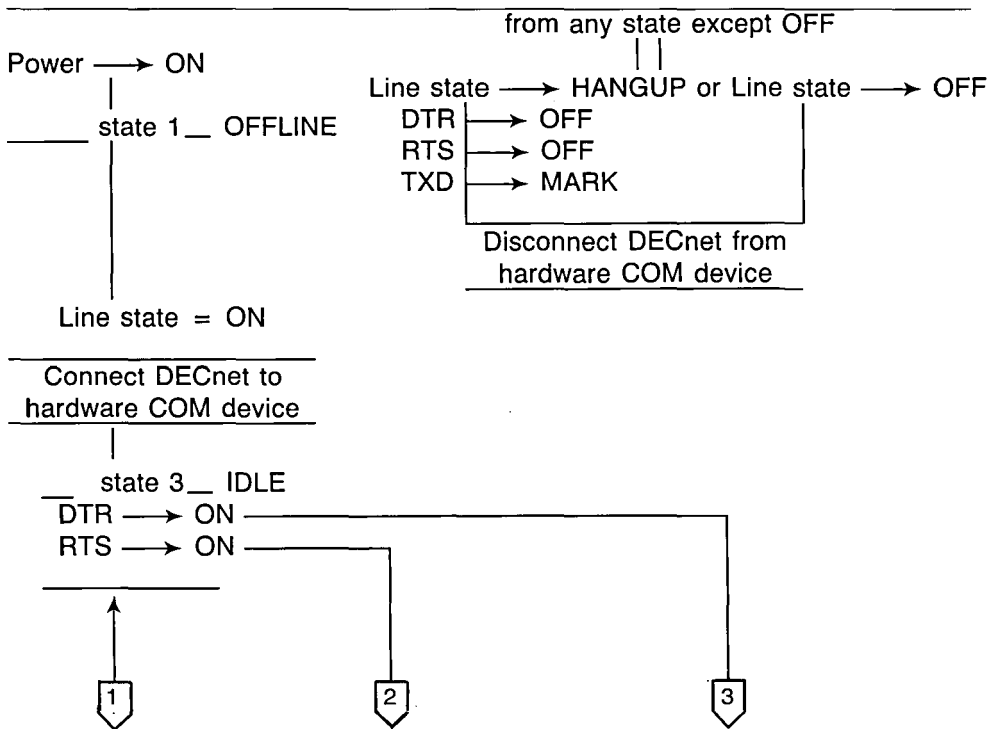 from any state except OFF
Power → ON
Line state → HANGUP or Line state → OFF
DTR → OFF
state 1__ OFFLINE
RTS → OFF
TXD → MARK
Disconnect DECnet from
hardware COM device
Line state = ON
Connect DECnet to
hardware COM device
state 3__ IDLE
DTR → ON
RTS → ON
1
2
3